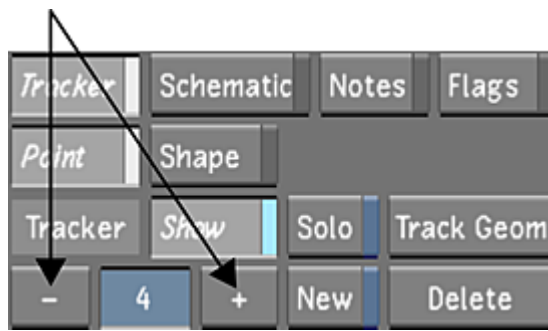 Tracker Schematic Notes Flags
Point Shape
Tracker Show Solo Track Geom
- 4 + New Delete